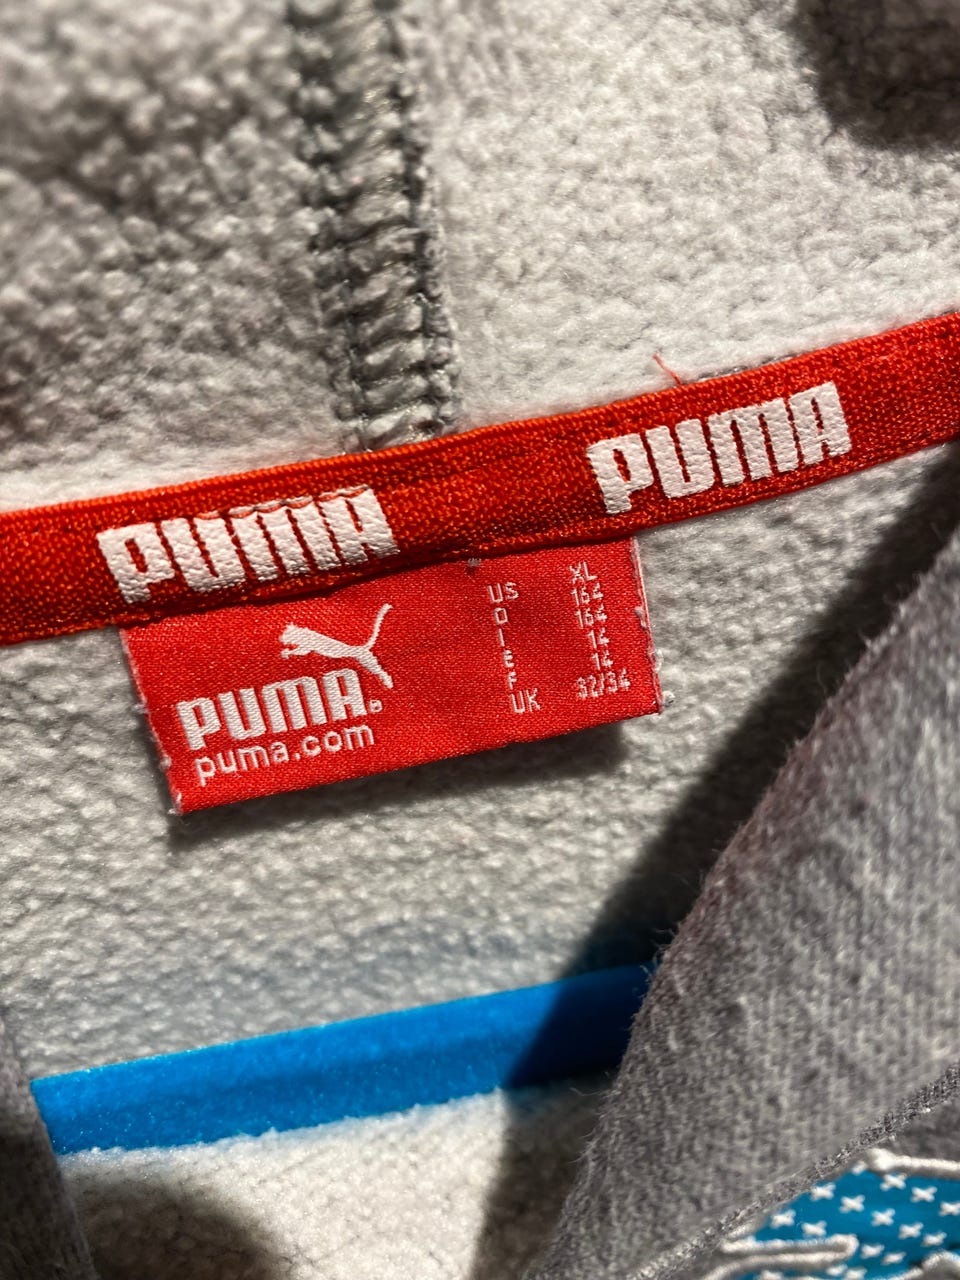 PUMA PUMA
PUMA
puma.com
US XL
D 164
I 164
E 14
F 14
UK 32/34